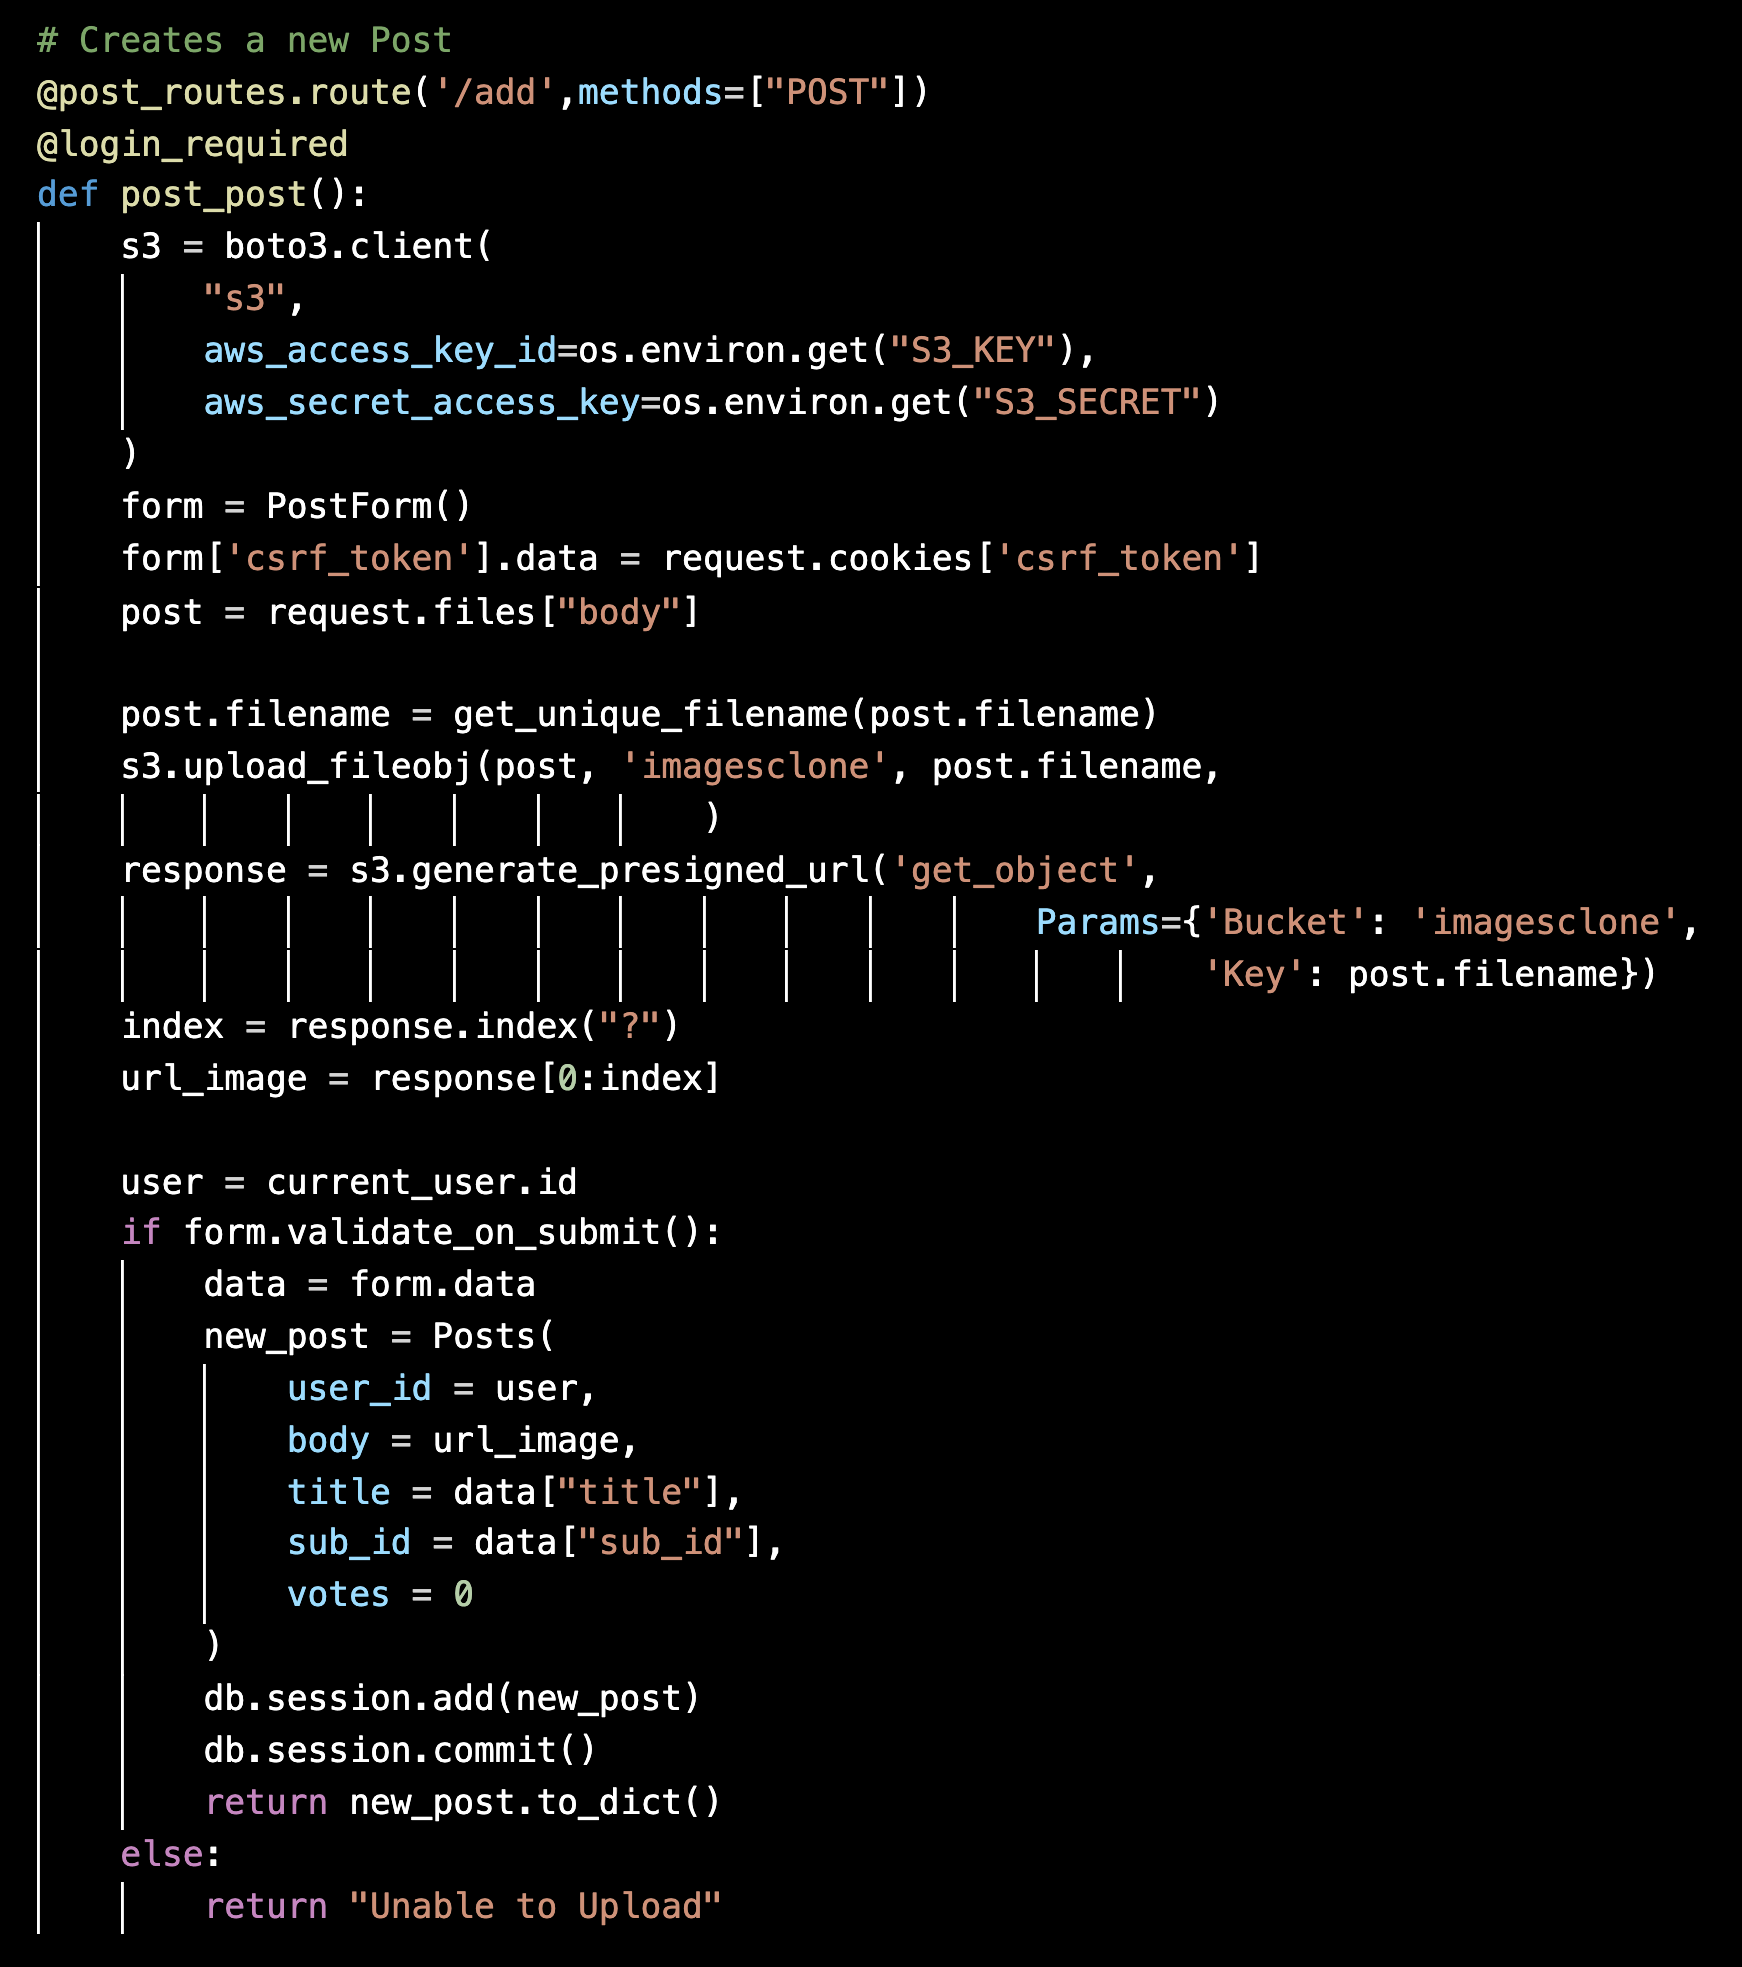 # Creates a new Post
@post_routes.route('/add',methods=["POST"])
@login_required
def post_post():
    s3 = boto3.client(
        "s3",
        aws_access_key_id=os.environ.get("S3_KEY"),
        aws_secret_access_key=os.environ.get("S3_SECRET")
    )
    form = PostForm()
    form['csrf_token'].data = request.cookies['csrf_token']
    post = request.files["body"]

    post.filename = get_unique_filename(post.filename)
    s3.upload_fileobj(post, 'imagesclone', post.filename,
                                )
    response = s3.generate_presigned_url('get_object',
                                                Params={'Bucket': 'imagesclone',
                                                        'Key': post.filename})
    index = response.index("?")
    url_image = response[0:index]

    user = current_user.id
    if form.validate_on_submit():
        data = form.data
        new_post = Posts(
            user_id = user,
            body = url_image,
            title = data["title"],
            sub_id = data["sub_id"],
            votes = 0
        )
        db.session.add(new_post)
        db.session.commit()
        return new_post.to_dict()
    else:
        return "Unable to Upload"